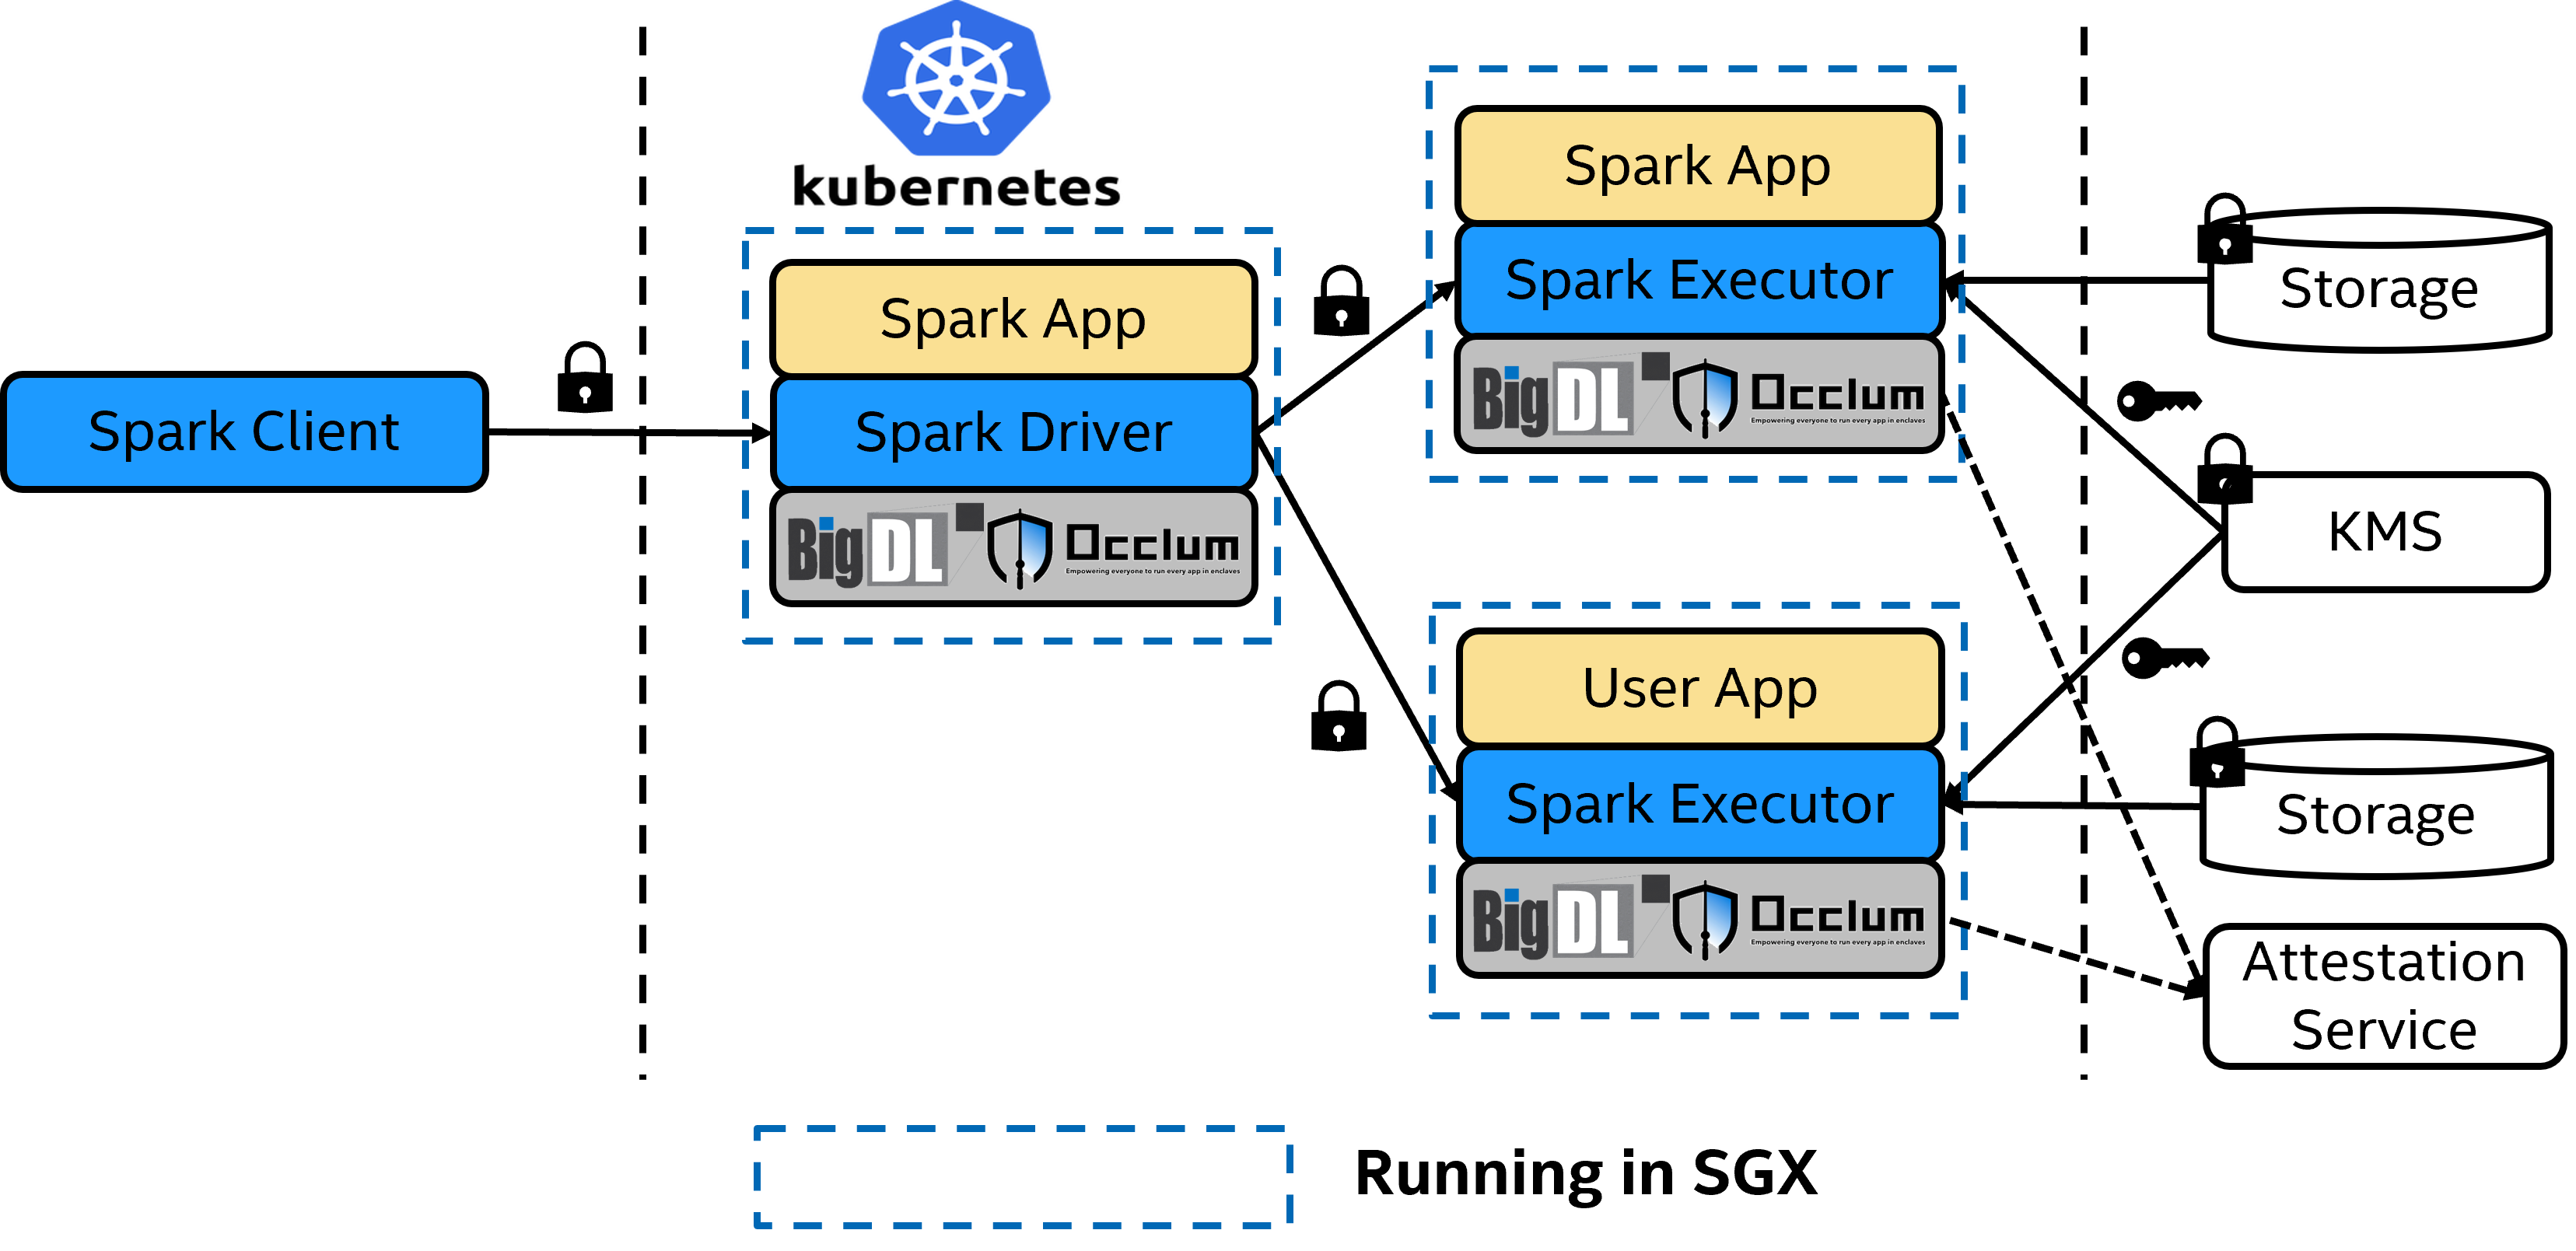 kubernetes
Spark Client
Spark App
Spark Driver
BigDL Occlum
Empowering everyone to run every app in enclaves
Spark App
Spark Executor
BigDL Occlum
Empowering everyone to run every app in enclaves
User App
Spark Executor
BigDL Occlum
Empowering everyone to run every app in enclaves
Storage
KMS
Storage
Attestation
Service
Running in SGX